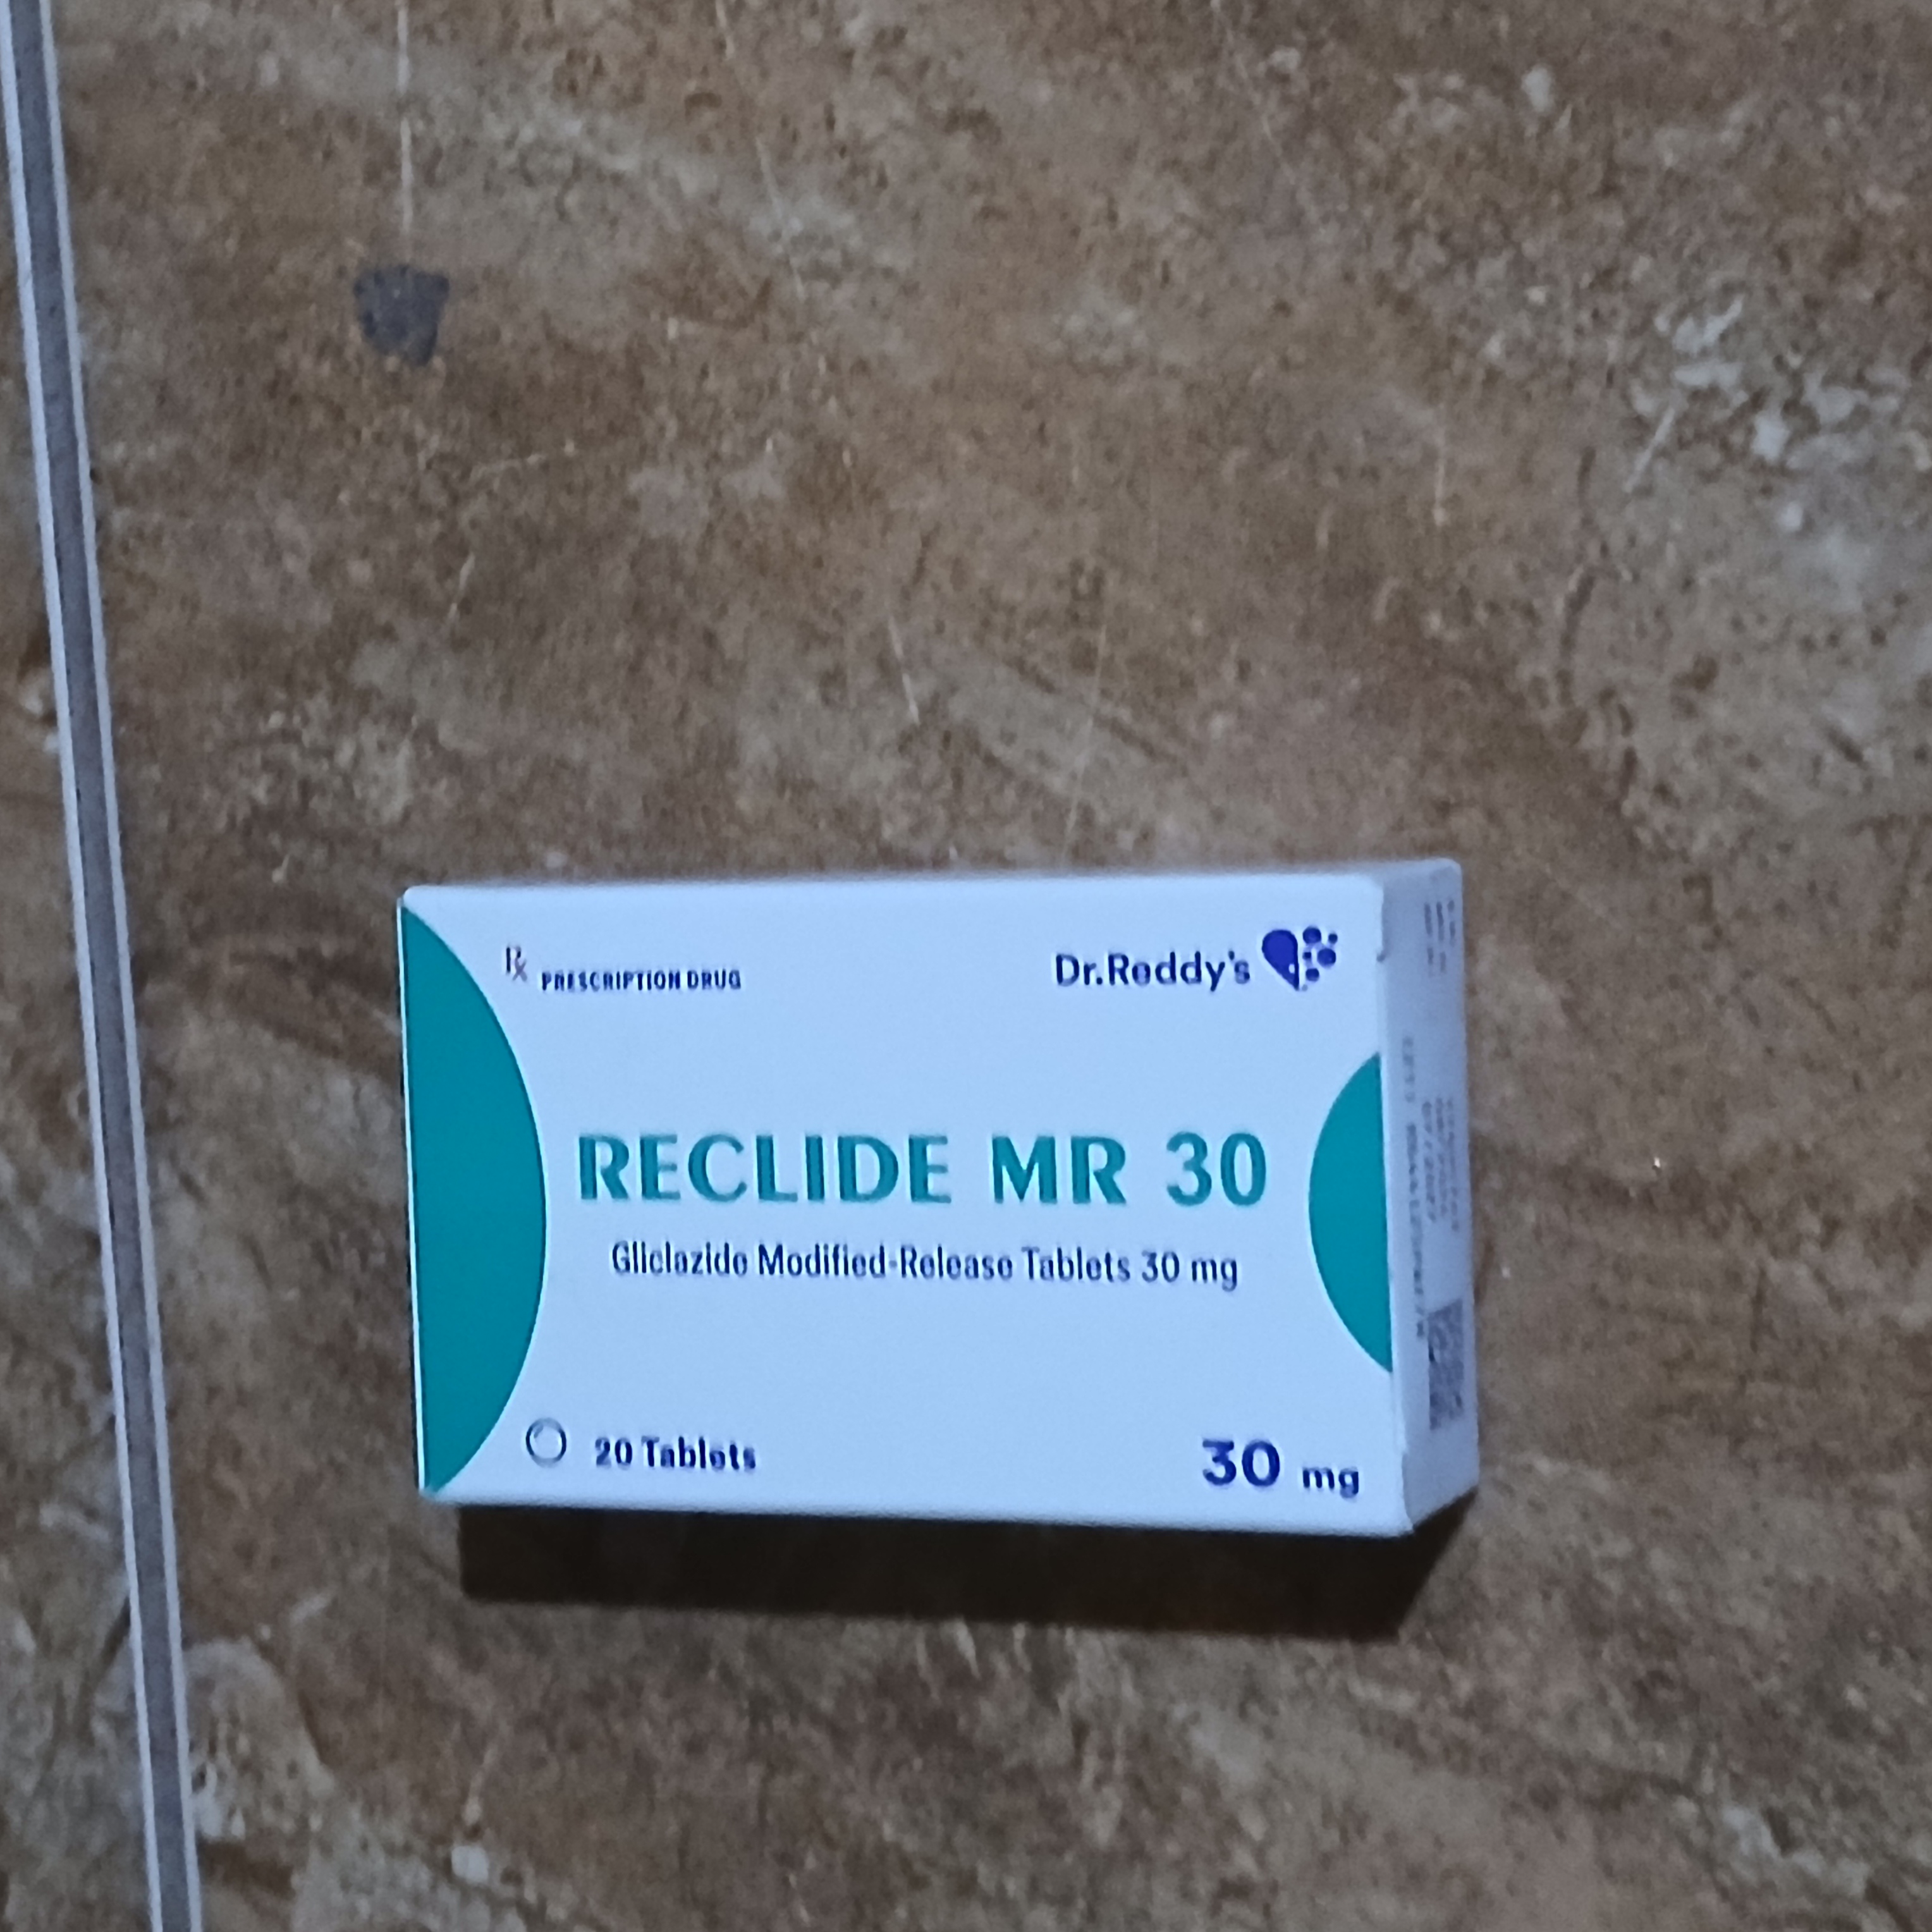 ℞ PRESCRIPTION DRUG
Dr.Reddy's
RECLIDE MR 30
Gliclazide Modified-Release Tablets 30 mg
20 Tablets
30 mg